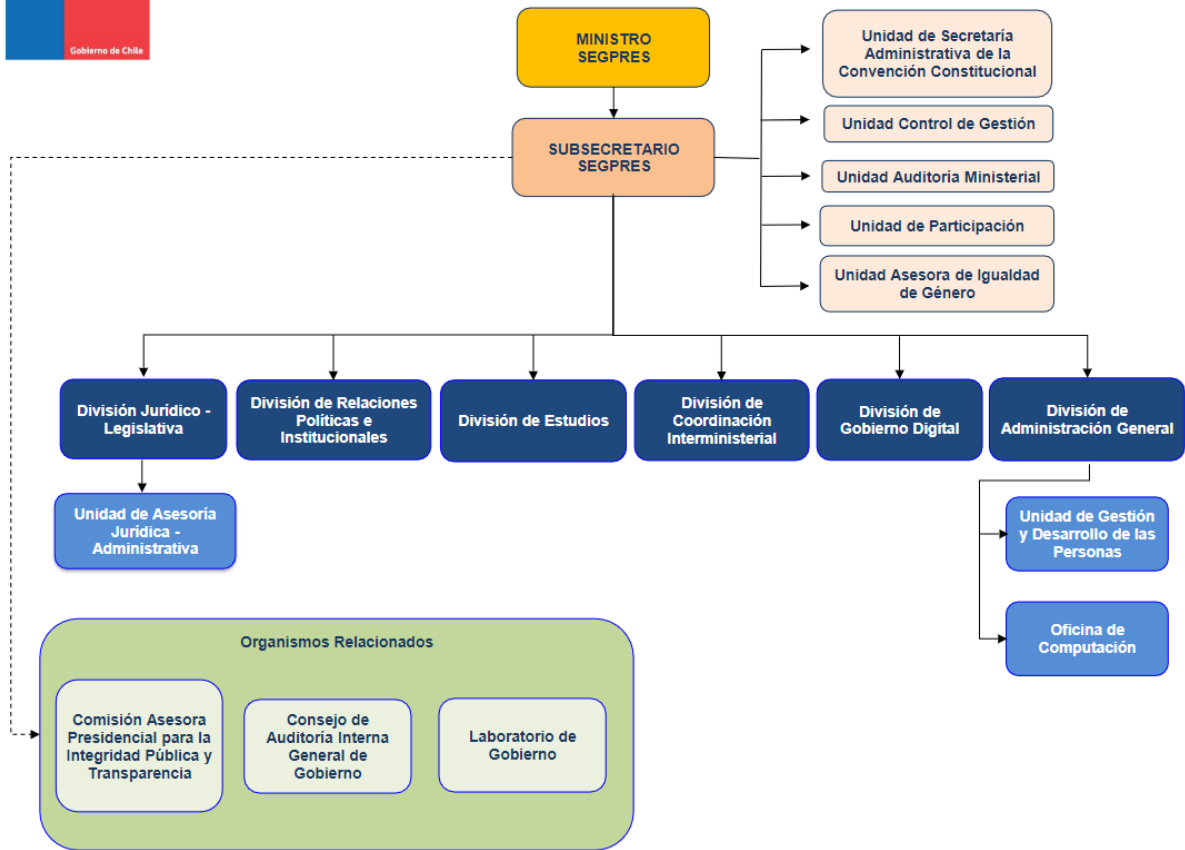 Gobierno de Chile
MINISTRO
SEGPRES
Unidad de Secretaría
Administrativa de la
Convención Constitucional
Unidad Control de Gestión
SUBSECRETARIO
SEGPRES
Unidad Auditoría Ministerial
Unidad de Participación
Unidad Asesora de Igualdad
de Género
División Jurídico -
Legislativa
División de Relaciones
Políticas e
Institucionales
División de Estudios
División de
Coordinación
Interministerial
División de
Gobierno Digital
División de
Administración General
Unidad de Asesoría
Jurídica -
Administrativa
Unidad de Gestión
y Desarrollo de las
Personas
Oficina de
Computación
Organismos Relacionados
Comisión Asesora
Presidencial para la
Integridad Pública y
Transparencia
Consejo de
Auditoría Interna
General de
Gobierno
Laboratorio de
Gobierno